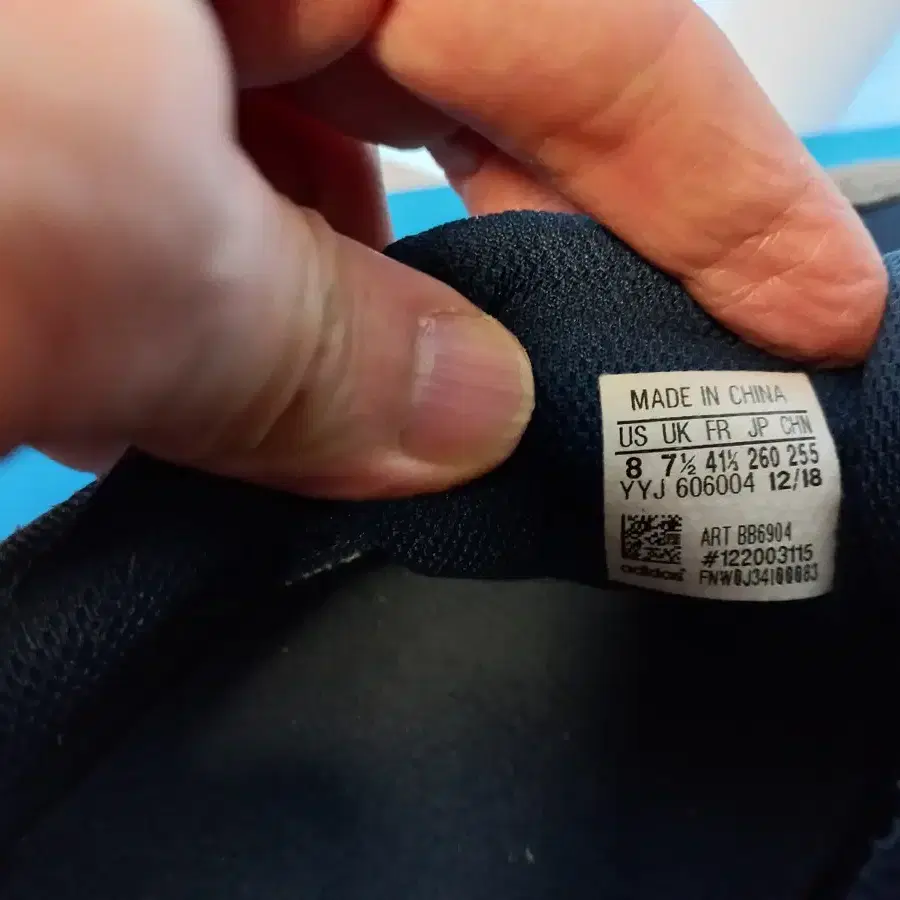 MADE IN CHINA
US UK FR JP CHN
8 7½ 41⅓ 260 255
YYJ 606004 12/18
ART BB6904
#122003115
adidas